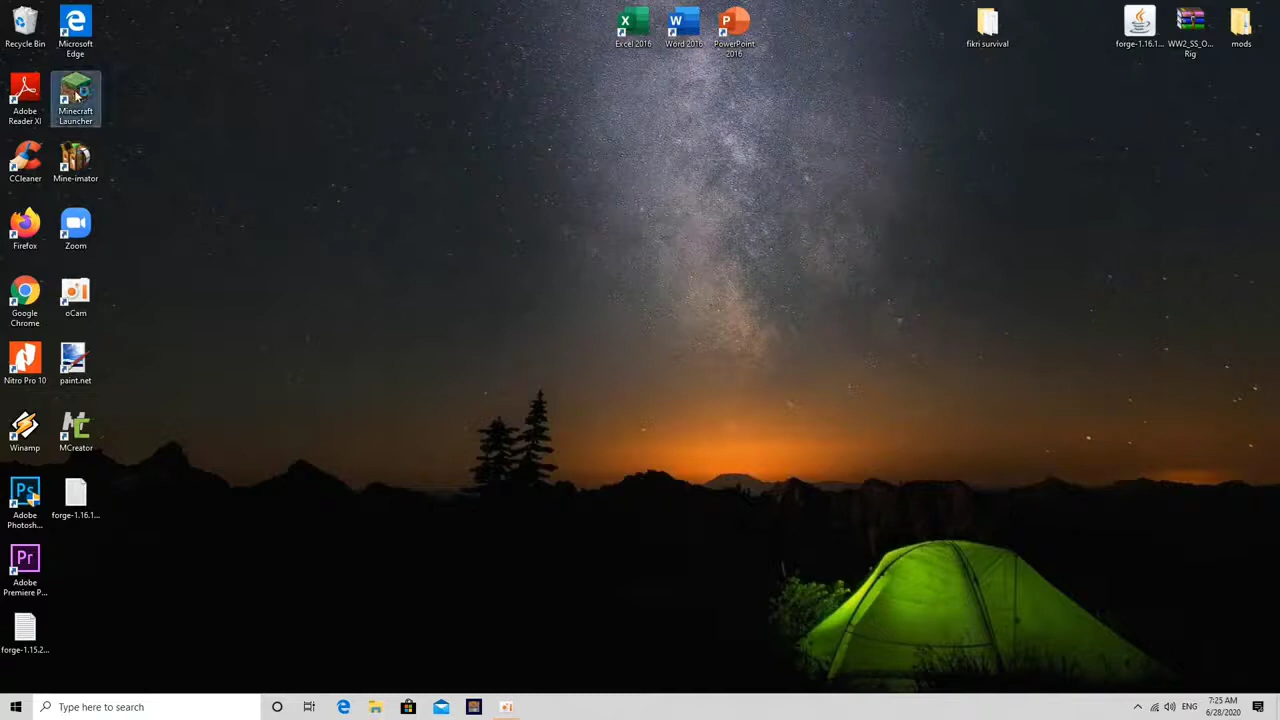 Recycle Bin
Microsoft
Edge
Excel 2016
Word 2016
PowerPoint
2016
fikri survival
forge-1.16.1...
WW2_SS_O...
Rig
mods
Adobe
Reader XI
Minecraft
Launcher
CCleaner
Mine-imator
Firefox
Zoom
Google
Chrome
oCam
Nitro Pro 10
paint.net
Winamp
MCreator
Adobe
Photosh...
forge-1.16.1...
Adobe
Premiere P...
forge-1.15.2...
Type here to search
ENG
7:25 AM
6/28/2020